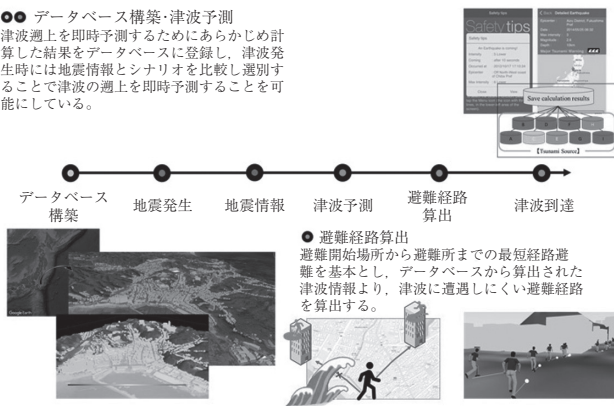 データベース構築・津波予測
津波遡上を即時予測するためにあらかじめ計
算した結果をデータベースに登録し，津波発
生時には地震情報とシナリオを比較し選別す
ることで津波の遡上を即時予測することを可
能にしている。
Safety tips
Safety tips
Save calculation results
【Tsunami Source】
データベース
構築
地震発生
地震情報
津波予測
避難経路
算出
津波到達
避難経路算出
避難開始場所から避難所までの最短経路避
難を基本とし，データベースから算出された
津波情報より，津波に遭遇しにくい避難経路
を算出する。
Google Earth